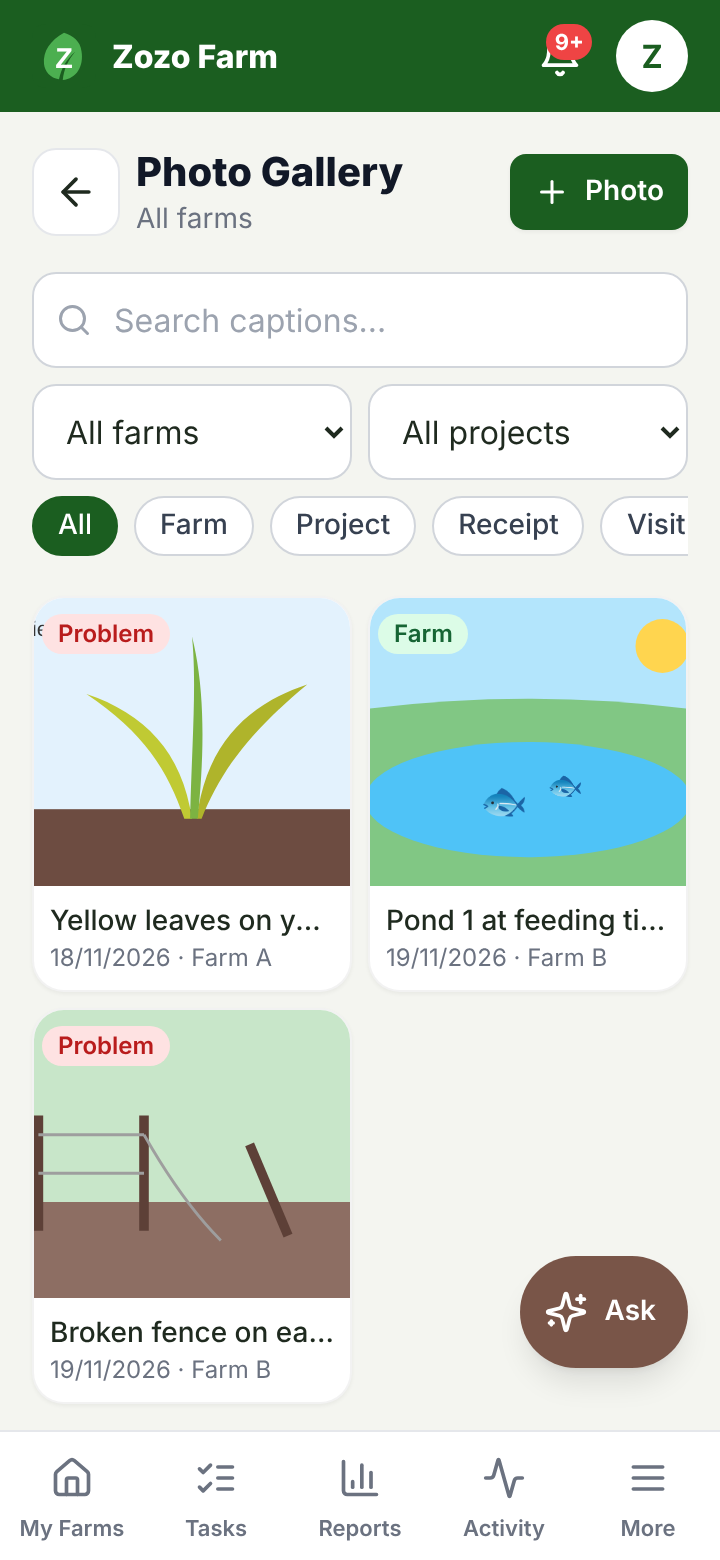 Z Zozo Farm 9+ Z
Photo Gallery
All farms
+ Photo
Search captions...
All farms
All projects
All Farm Project Receipt Visit
Problem
Farm
Yellow leaves on y...
18/11/2026 · Farm A
Pond 1 at feeding ti...
19/11/2026 · Farm B
Problem
Broken fence on ea...
19/11/2026 · Farm B
Ask
My Farms Tasks Reports Activity More